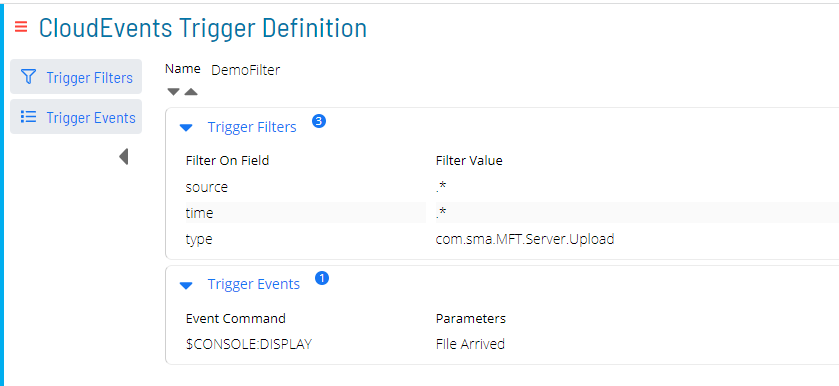 CloudEvents Trigger Definition
Trigger Filters
Trigger Events
Name DemoFilter
Trigger Filters 3
Filter On Field Filter Value
source .*
time .*
type com.sma.MFT.Server.Upload
Trigger Events 1
Event Command Parameters
$CONSOLE:DISPLAY File Arrived